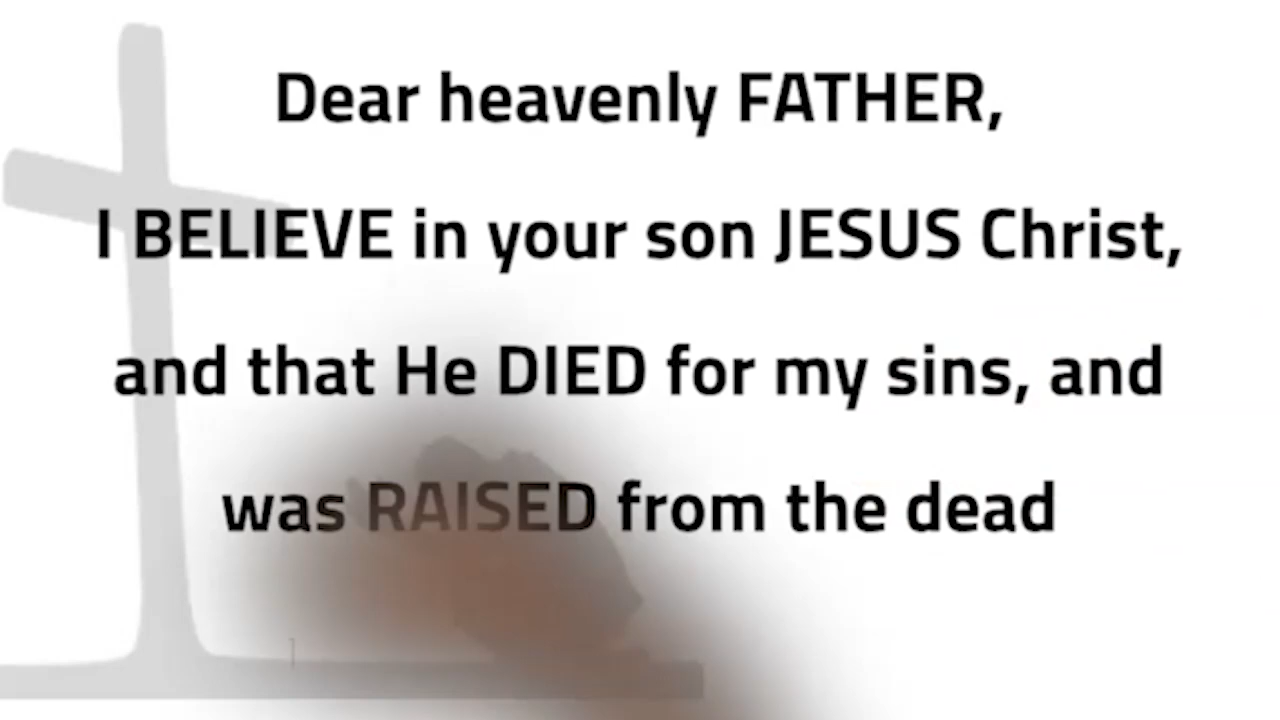 Dear heavenly FATHER,
I BELIEVE in your son JESUS Christ,
and that He DIED for my sins, and
was RAISED from the dead